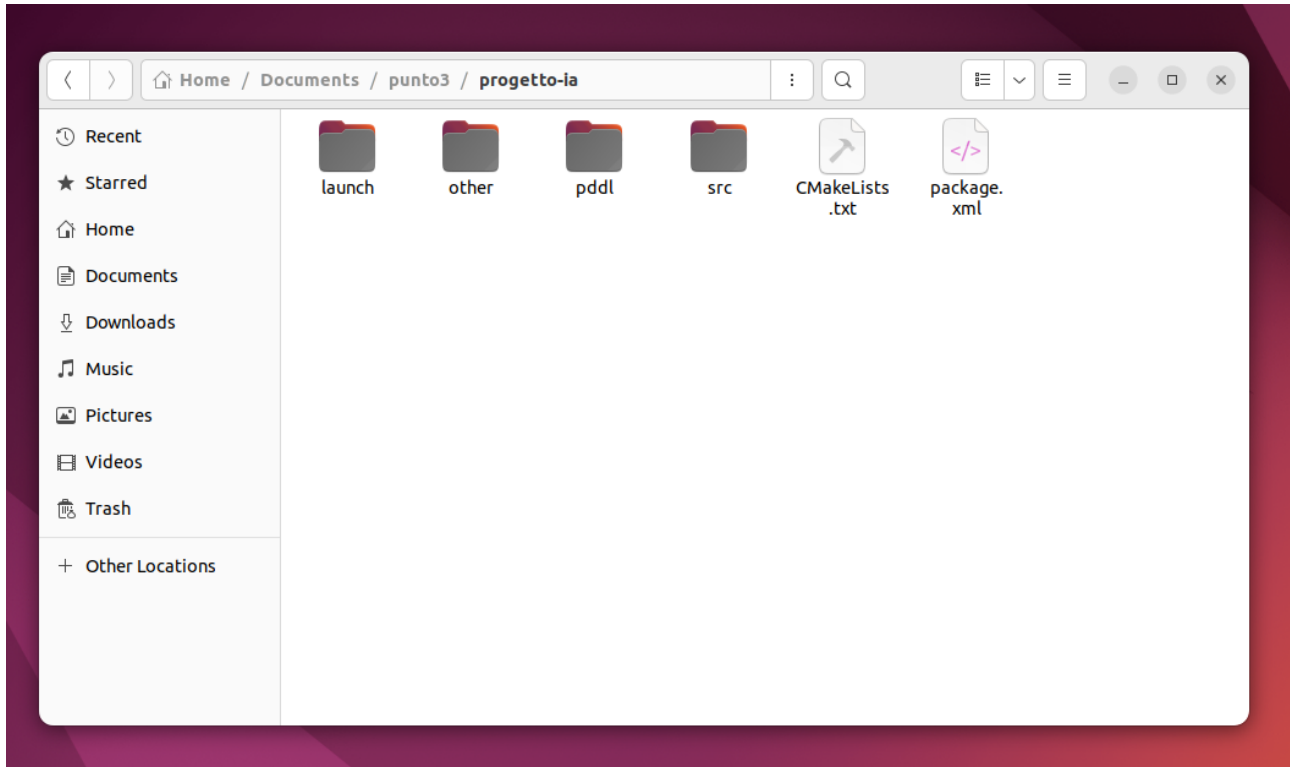 Home / Documents / punto3 / progetto-ia
Recent
Starred
Home
Documents
Downloads
Music
Pictures
Videos
Trash
Other Locations
launch
other
pddl
src
CMakeLists
.txt
package.
xml